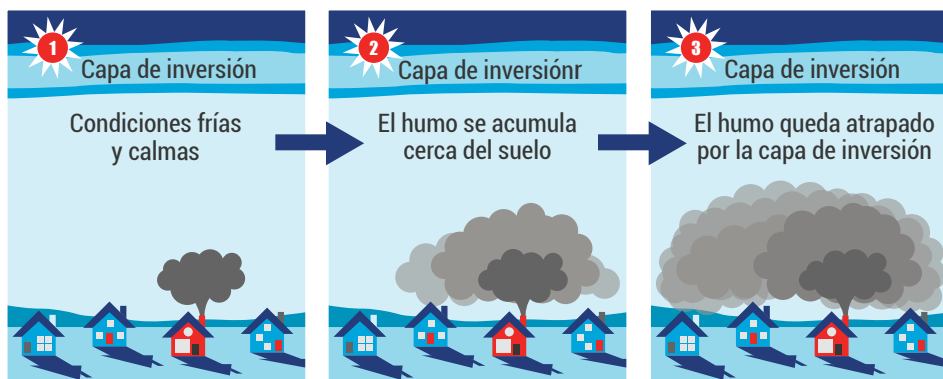 1
Capa de inversión
Condiciones frías
y calmas
2
Capa de inversiónr
El humo se acumula
cerca del suelo
3
Capa de inversión
El humo queda atrapado
por la capa de inversión